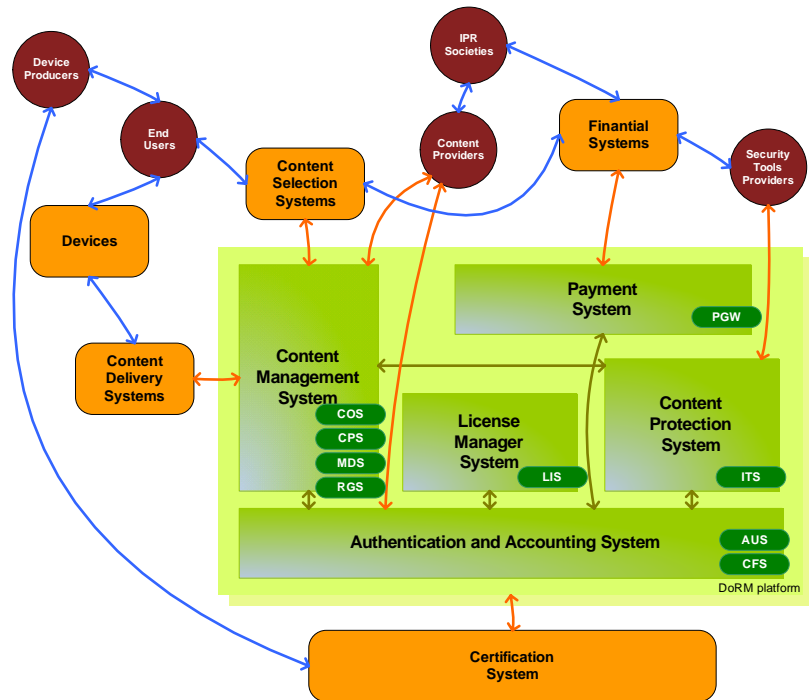 IPR
Societies
Device
Producers
End
Users
Content
Providers
Finantial
Systems
Security
Tools
Providers
Content
Selection
Systems
Devices
Content
Delivery
Systems
Payment
System
PGW
Content
Management
System
COS
CPS
MDS
RGS
License
Manager
System
LIS
Content
Protection
System
ITS
Authentication and Accounting System
AUS
CFS
DoRM platform
Certification
System